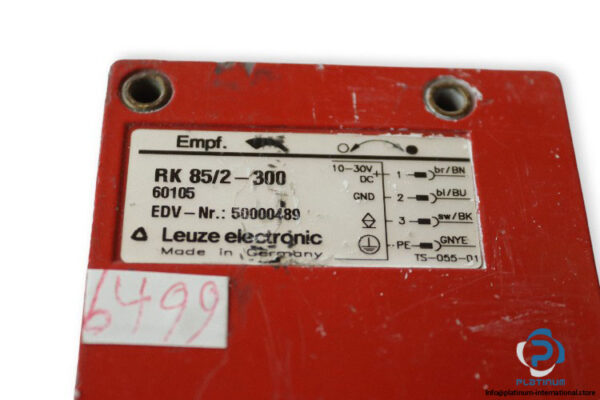 Empf.
RK 85/2-300
60105
EDV-Nr.: 50000489
Leuze electronic
Made in Germany
10-30V +
DC
1 br/BN
GND 2 bl/BU
3 sw/BK
PE GNYE
TS-055-01
6499
PLATINUM
info@platinum-international.store